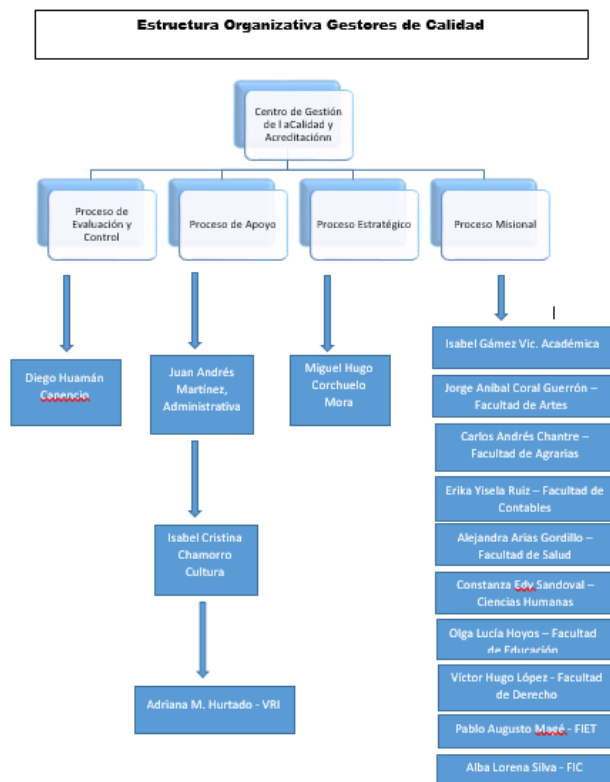 Estructura Organizativa Gestores de Calidad
Centro de Gestión
de l aCalidad y
Acreditaciónn
Proceso de
Evaluación y
Control
Proceso de Apoyo
Proceso Estratégico
Proceso Misional
Diego Huamán
Canencio
Juan Andrés
Martínez,
Administrativa
Isabel Cristina
Chamorro
Cultura
Adriana M. Hurtado - VRI
Miguel Hugo
Corchuelo
Mora
Isabel Gámez Vic. Académica
Jorge Aníbal Coral Guerrón –
Facultad de Artes
Carlos Andrés Chantre –
Facultad de Agrarias
Erika Yisela Ruiz – Facultad de
Contables
Alejandra Arias Gordillo –
Facultad de Salud
Constanza Edy Sandoval –
Ciencias Humanas
Olga Lucía Hoyos – Facultad
de Educación
Víctor Hugo López - Facultad
de Derecho
Pablo Augusto Magé - FIET
Alba Lorena Silva - FIC